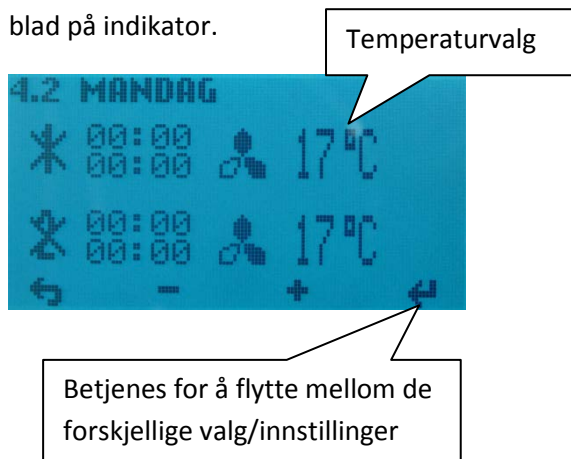 blad på indikator.
Temperaturvalg
4.2 MANDAG
00:00
00:00
17°C
00:00
00:00
17°C
- +
Betjenes for å flytte mellom de
forskjellige valg/innstillinger